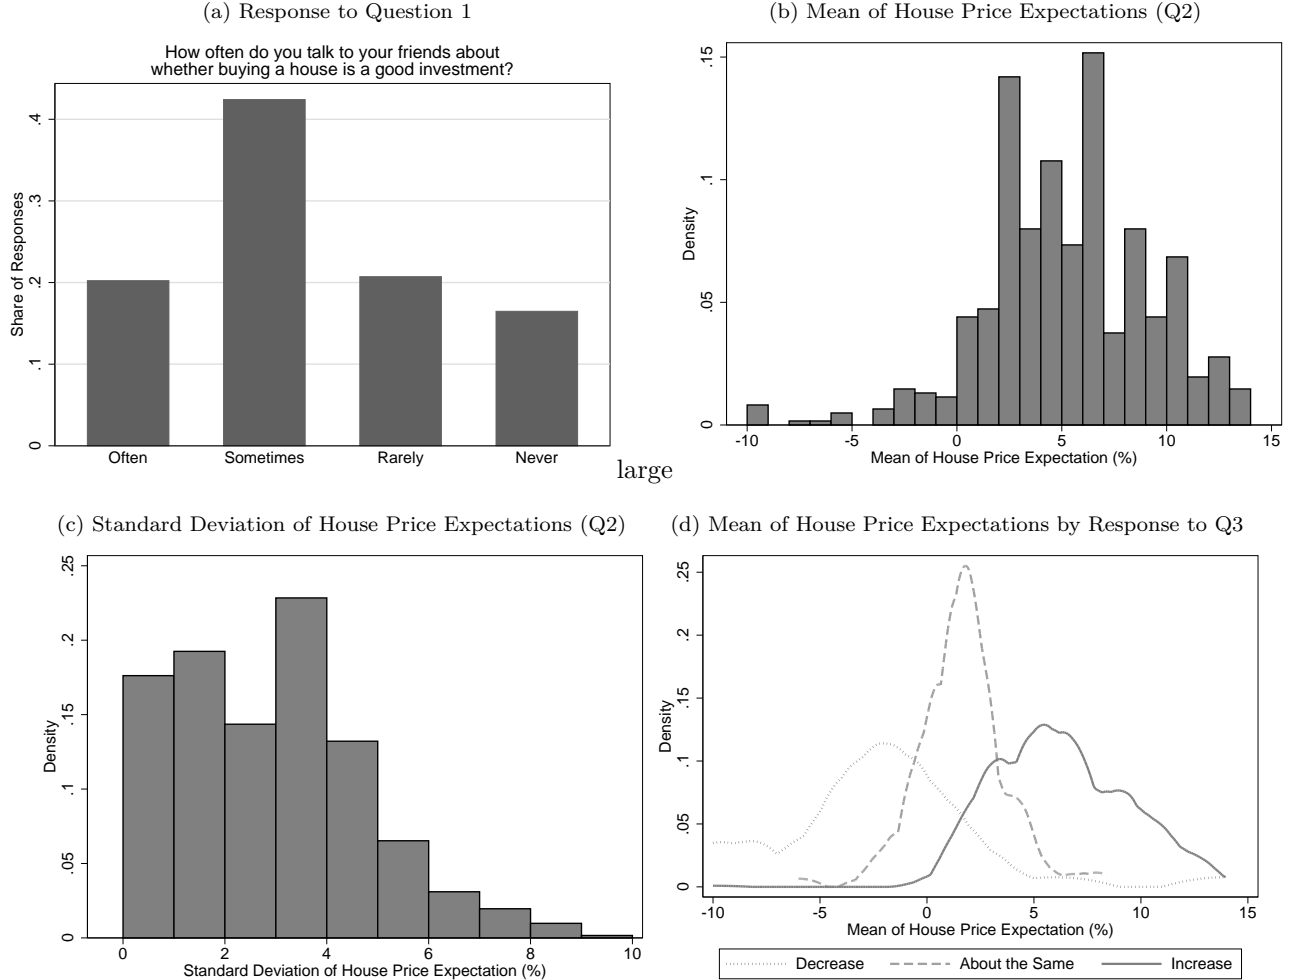 (a) Response to Question 1
How often do you talk to your friends about
whether buying a house is a good investment?
Share of Responses
.4
.3
.2
.1
0
Often Sometimes Rarely Never
(b) Mean of House Price Expectations (Q2)
Density
.15
.1
.05
0
-10 -5 0 5 10 15
Mean of House Price Expectation (%)
large
(c) Standard Deviation of House Price Expectations (Q2)
Density
.25
.2
.15
.1
.05
0
0 2 4 6 8 10
Standard Deviation of House Price Expectation (%)
(d) Mean of House Price Expectations by Response to Q3
Density
.25
.2
.15
.1
.05
0
-10 -5 0 5 10 15
Mean of House Price Expectation (%)
Decrease About the Same Increase